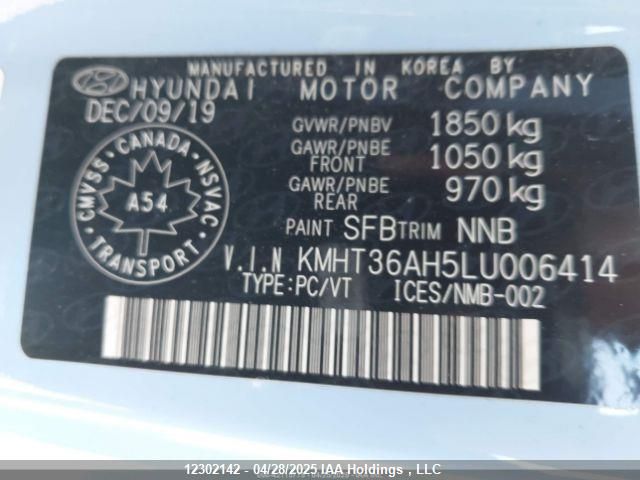 MANUFACTURED IN KOREA BY
HYUNDAI MOTOR COMPANY
DEC/09/19
GVWR/PNBV 1850 kg
GAWR/PNBE FRONT 1050 kg
GAWR/PNBE REAR 970 kg
CMVSS · CANADA · NSVAC
A54
TRANSPORT
PAINT SFB TRIM NNB
V.I.N KMHT36AH5LU006414
TYPE:PC/VT ICES/NMB-002
12302142 - 04/28/2025 IAA Holdings , LLC